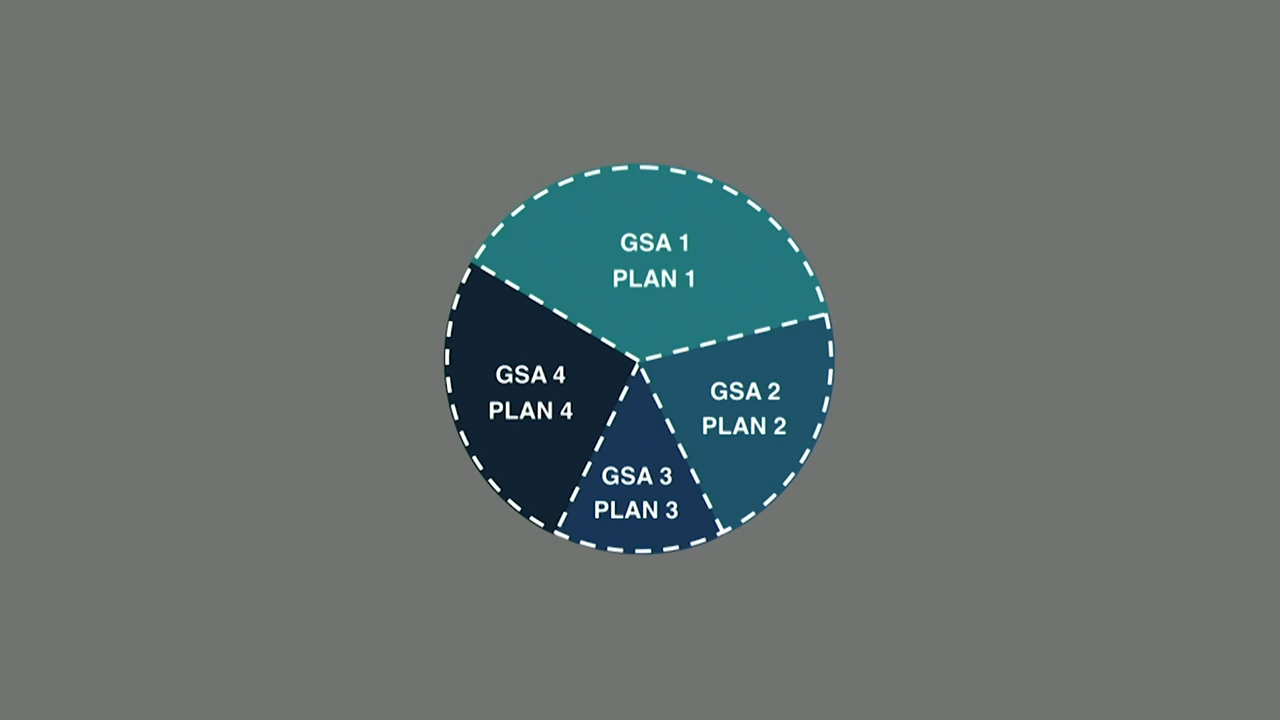 GSA 1
PLAN 1
GSA 2
PLAN 2
GSA 3
PLAN 3
GSA 4
PLAN 4